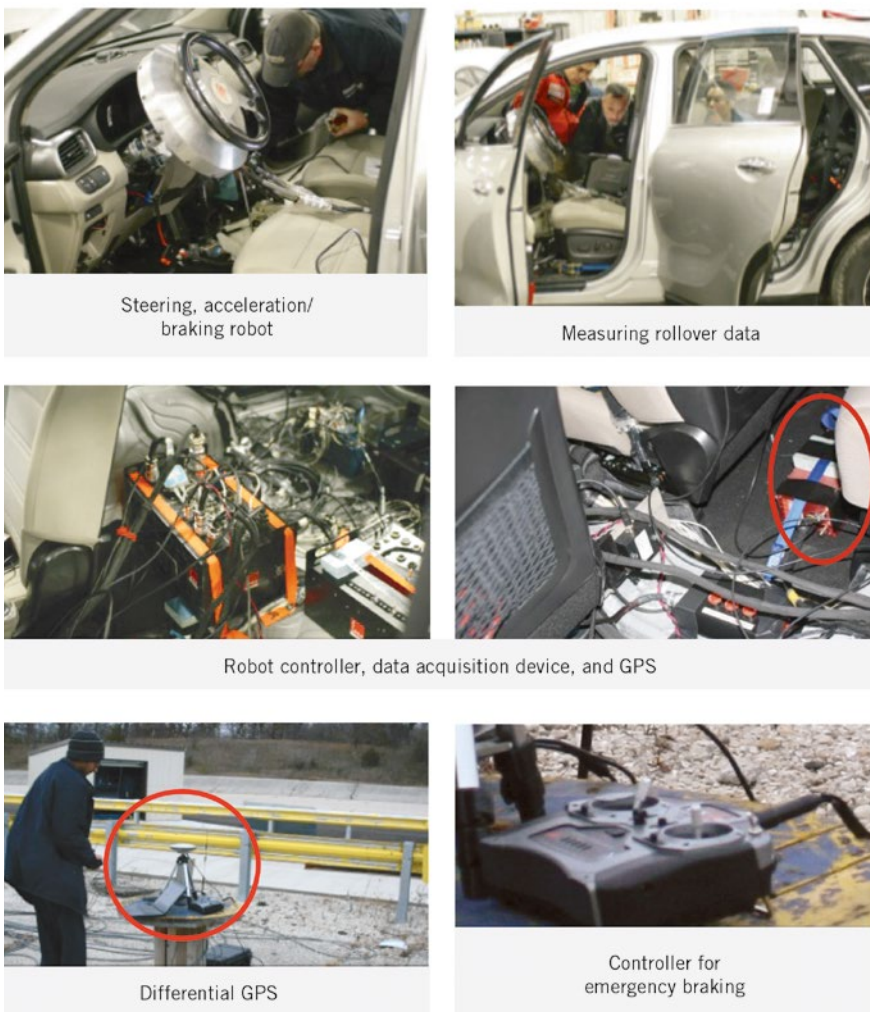 Steering, acceleration/
braking robot
Measuring rollover data
Robot controller, data acquisition device, and GPS
Differential GPS
Controller for
emergency braking